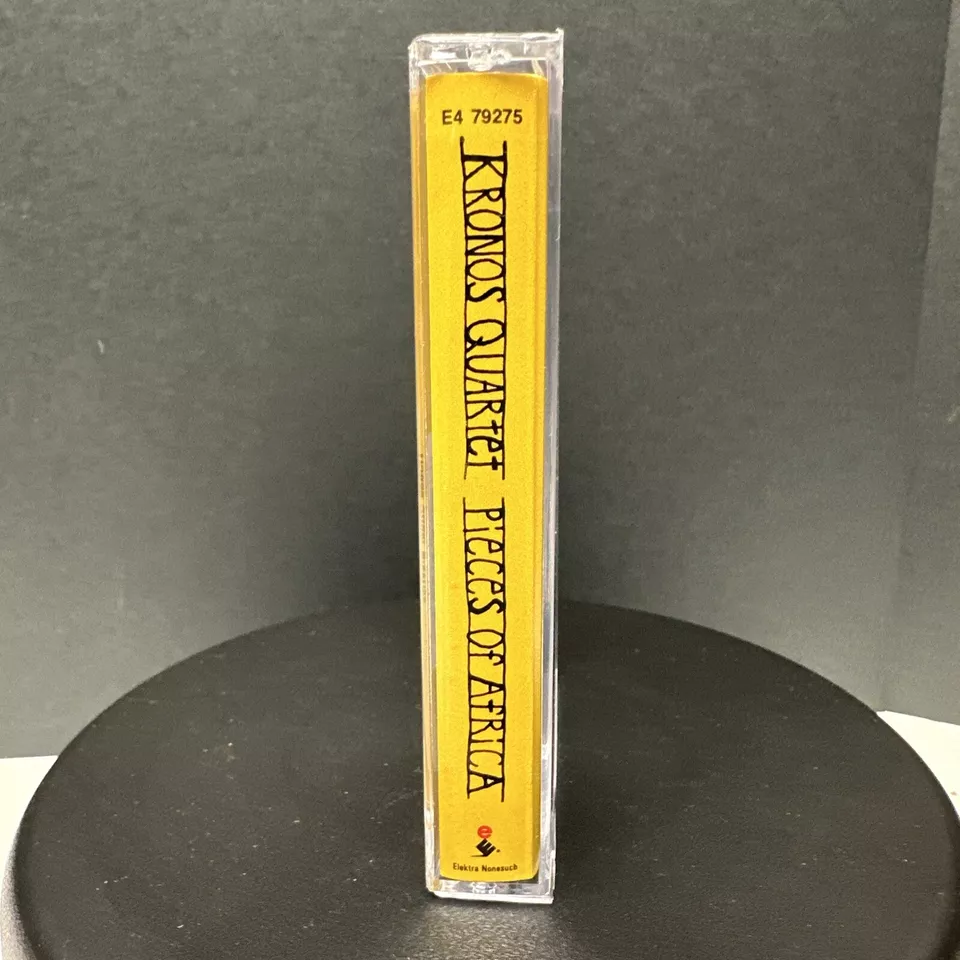 E4 79275
KRONOS QUARtet PieceS OF AfRiCA
e
Elektra Nonesuch